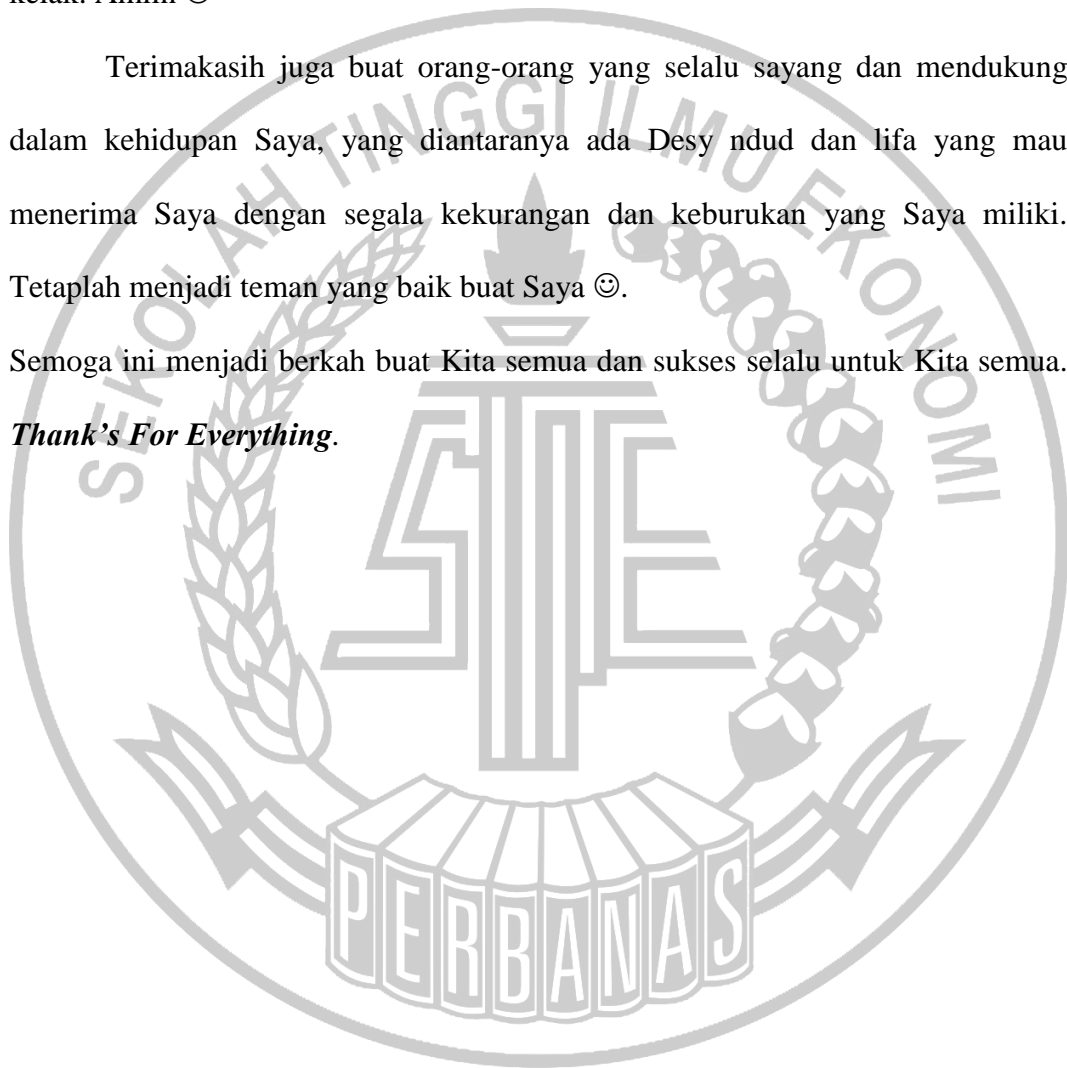 Terimakasih juga buat orang-orang yang selalu sayang dan mendukung
dalam kehidupan Saya, yang diantaranya ada Desy ndud dan lifa yang mau
menerima Saya dengan segala kekurangan dan keburukan yang Saya miliki.
Tetaplah menjadi teman yang baik buat Saya ☺.
Semoga ini menjadi berkah buat Kita semua dan sukses selalu untuk Kita semua.
Thank’s For Everything.
SEKOLAH TINGGI ILMU EKONOMI
STIE
PERBANAS